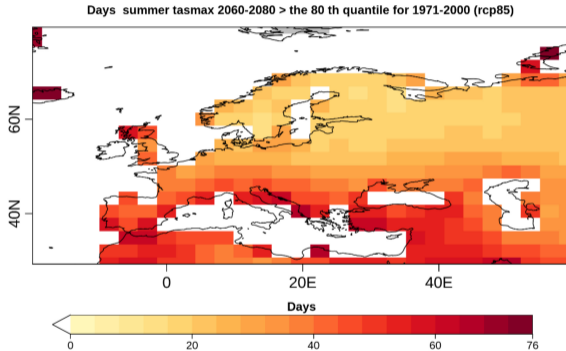 Days summer tasmax 2060-2080 > the 80 th quantile for 1971-2000 (rcp85)
60N
40N
0 20E 40E
Days
0 20 40 60 76